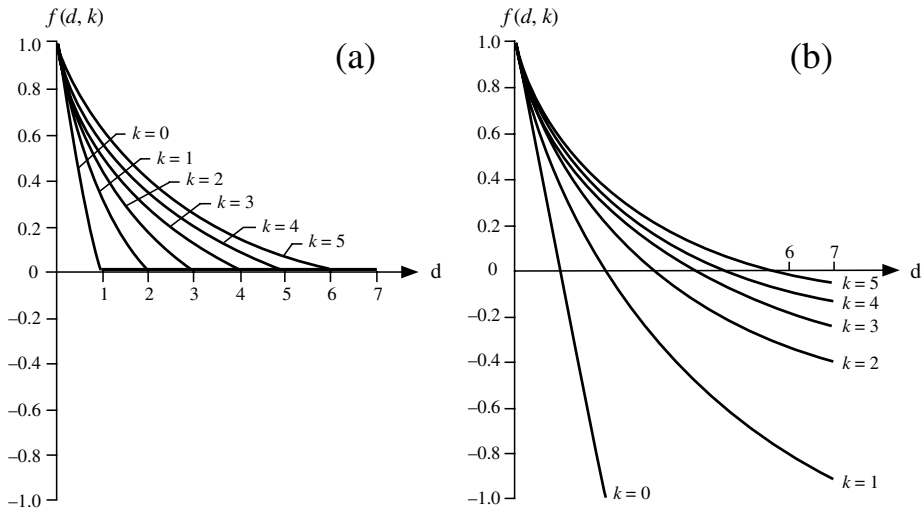 f(d, k)
(a)
1.0
0.8
0.6
0.4
0.2
0
–0.2
–0.4
–0.6
–0.8
–1.0
k = 0
k = 1
k = 2
k = 3
k = 4
k = 5
1 2 3 4 5 6 7
d
f(d, k)
(b)
1.0
0.8
0.6
0.4
0.2
0
–0.2
–0.4
–0.6
–0.8
–1.0
6 7
d
k = 5
k = 4
k = 3
k = 2
k = 1
k = 0